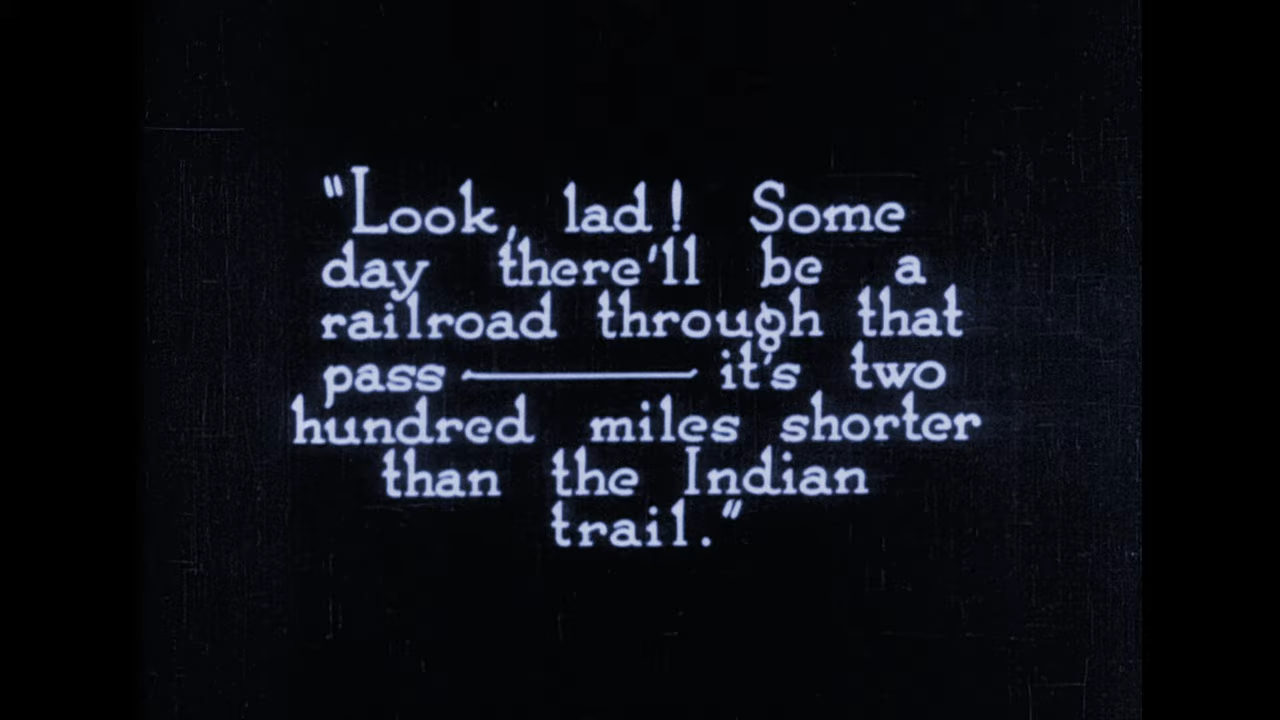 "Look, lad! Some
day there'll be a
railroad through that
pass —— it's two
hundred miles shorter
than the Indian
trail."